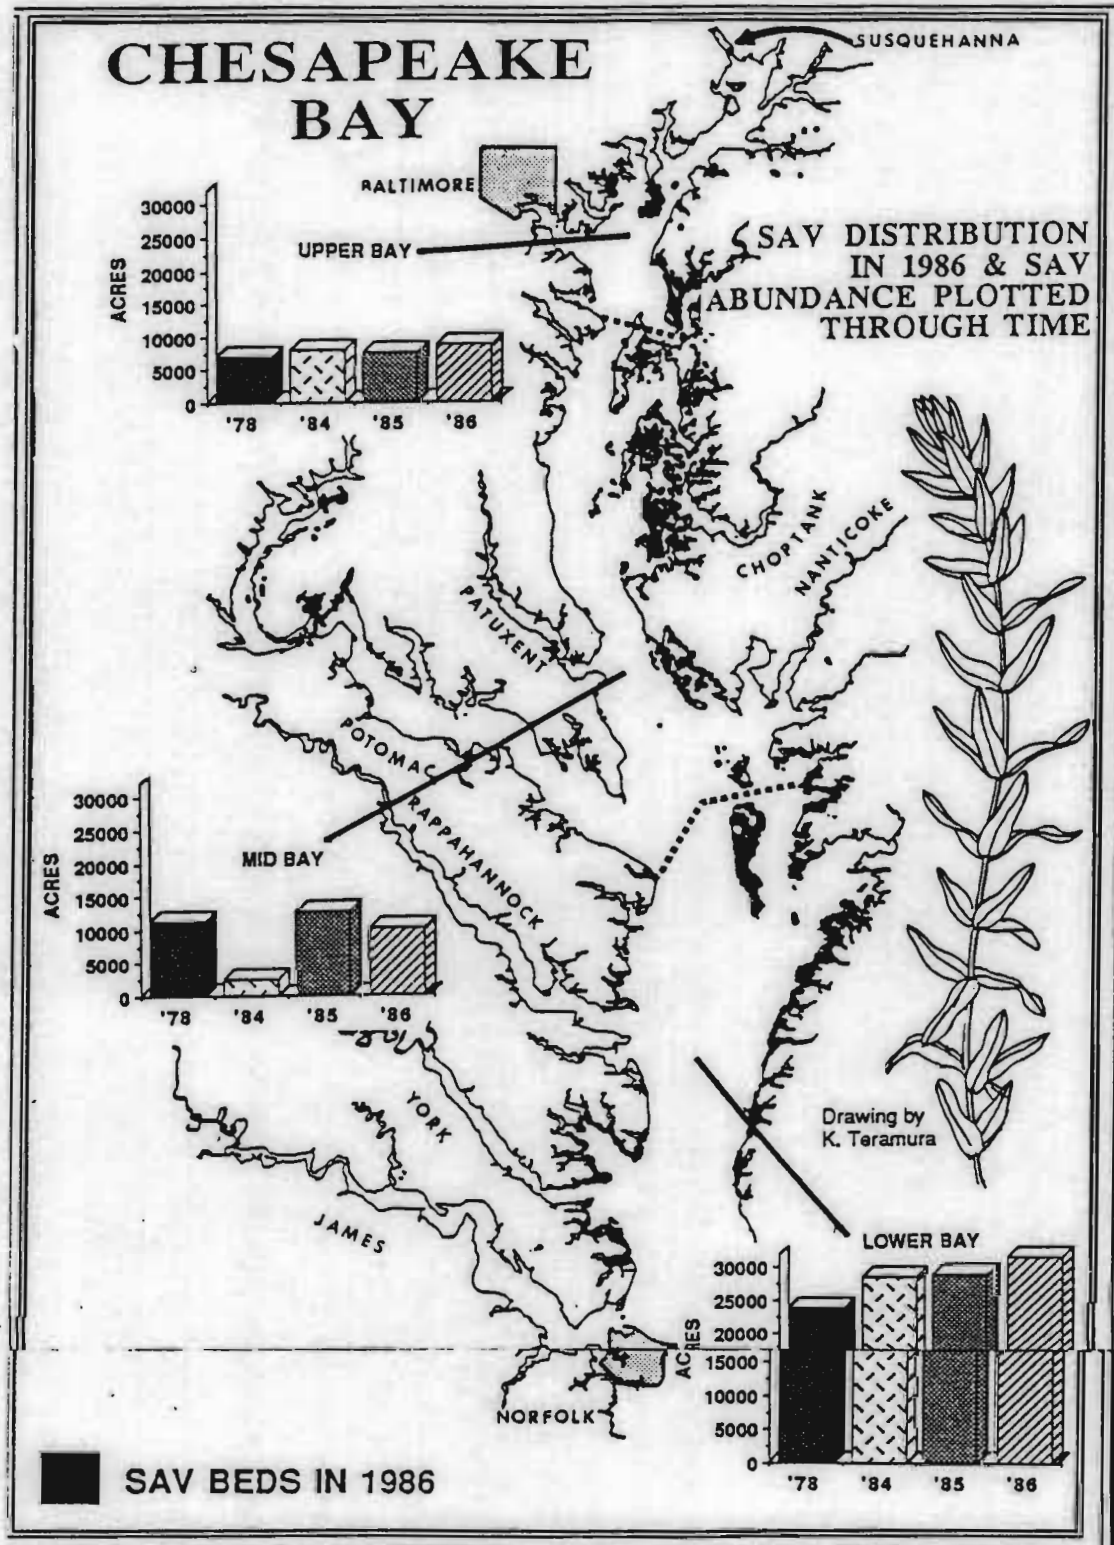 CHESAPEAKE
BAY
SUSQUEHANNA
BALTIMORE
UPPER BAY
SAV DISTRIBUTION
IN 1986 & SAV
ABUNDANCE PLOTTED
THROUGH TIME
ACRES
30000
25000
20000
15000
10000
5000
0
'78 '84 '85 '86
CHOPTANK
NANTICOKE
PATUXENT
POTOMAC
RAPPAHANNOCK
MID BAY
ACRES
30000
25000
20000
15000
10000
5000
0
'78 '84 '85 '86
YORK
JAMES
Drawing by
K. Teramura
LOWER BAY
ACRES
30000
25000
20000
15000
10000
5000
0
'78 '84 '85 '86
NORFOLK
SAV BEDS IN 1986